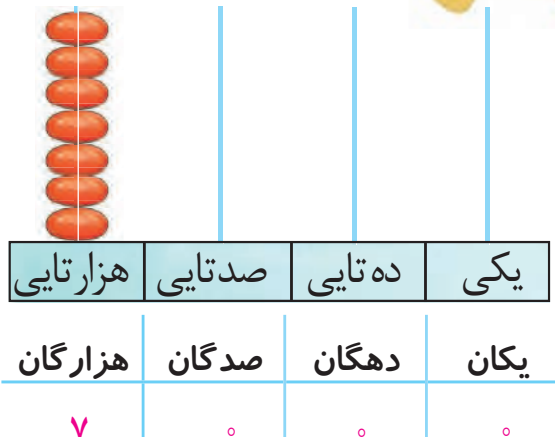 یکی ده تایی صدتایی هزارتایی
یکان دهگان صدگان هزارگان
۰ ۰ ۰ ۷